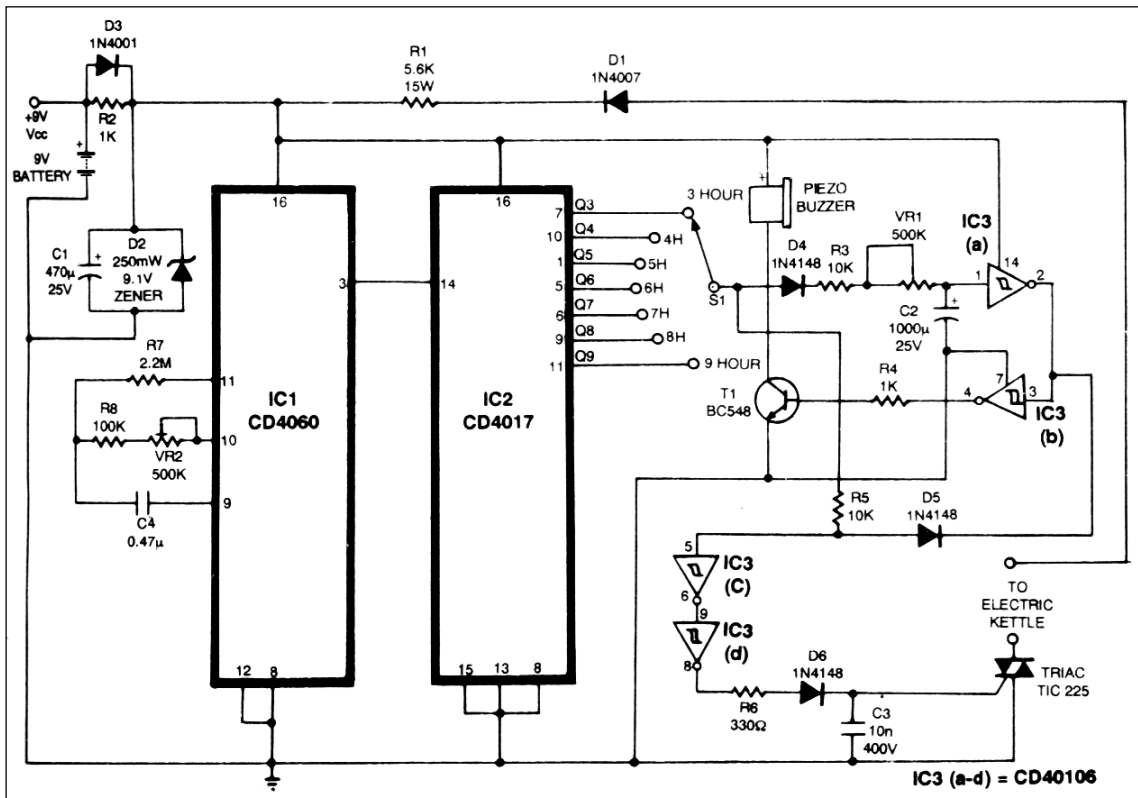 D3
1N4001
+9V
Vcc
R2
1K
+
9V
BATTERY
R1
5.6K
15W
D1
1N4007
C1
470µ
25V
+
D2
250mW
9.1V
ZENER
R7
2.2M
R8
100K
VR2
500K
C4
0.47µ
16
IC1
CD4060
3
11
10
9
12
8
16
IC2
CD4017
14
15
13
8
7
Q3
10
Q4
1
Q5
5
Q6
6
Q7
9
Q8
11
Q9
3 HOUR
4H
5H
6H
7H
8H
9 HOUR
S1
+
PIEZO
BUZZER
D4
1N4148
R3
10K
VR1
500K
IC3
(a)
14
1
2
+
C2
1000µ
25V
7
4
3
IC3
(b)
R4
1K
T1
BC548
R5
10K
D5
1N4148
5
IC3
(C)
6
9
IC3
(d)
8
R6
330Ω
D6
1N4148
C3
10n
400V
TO
ELECTRIC
KETTLE
TRIAC
TIC 225
IC3 (a-d) = CD40106